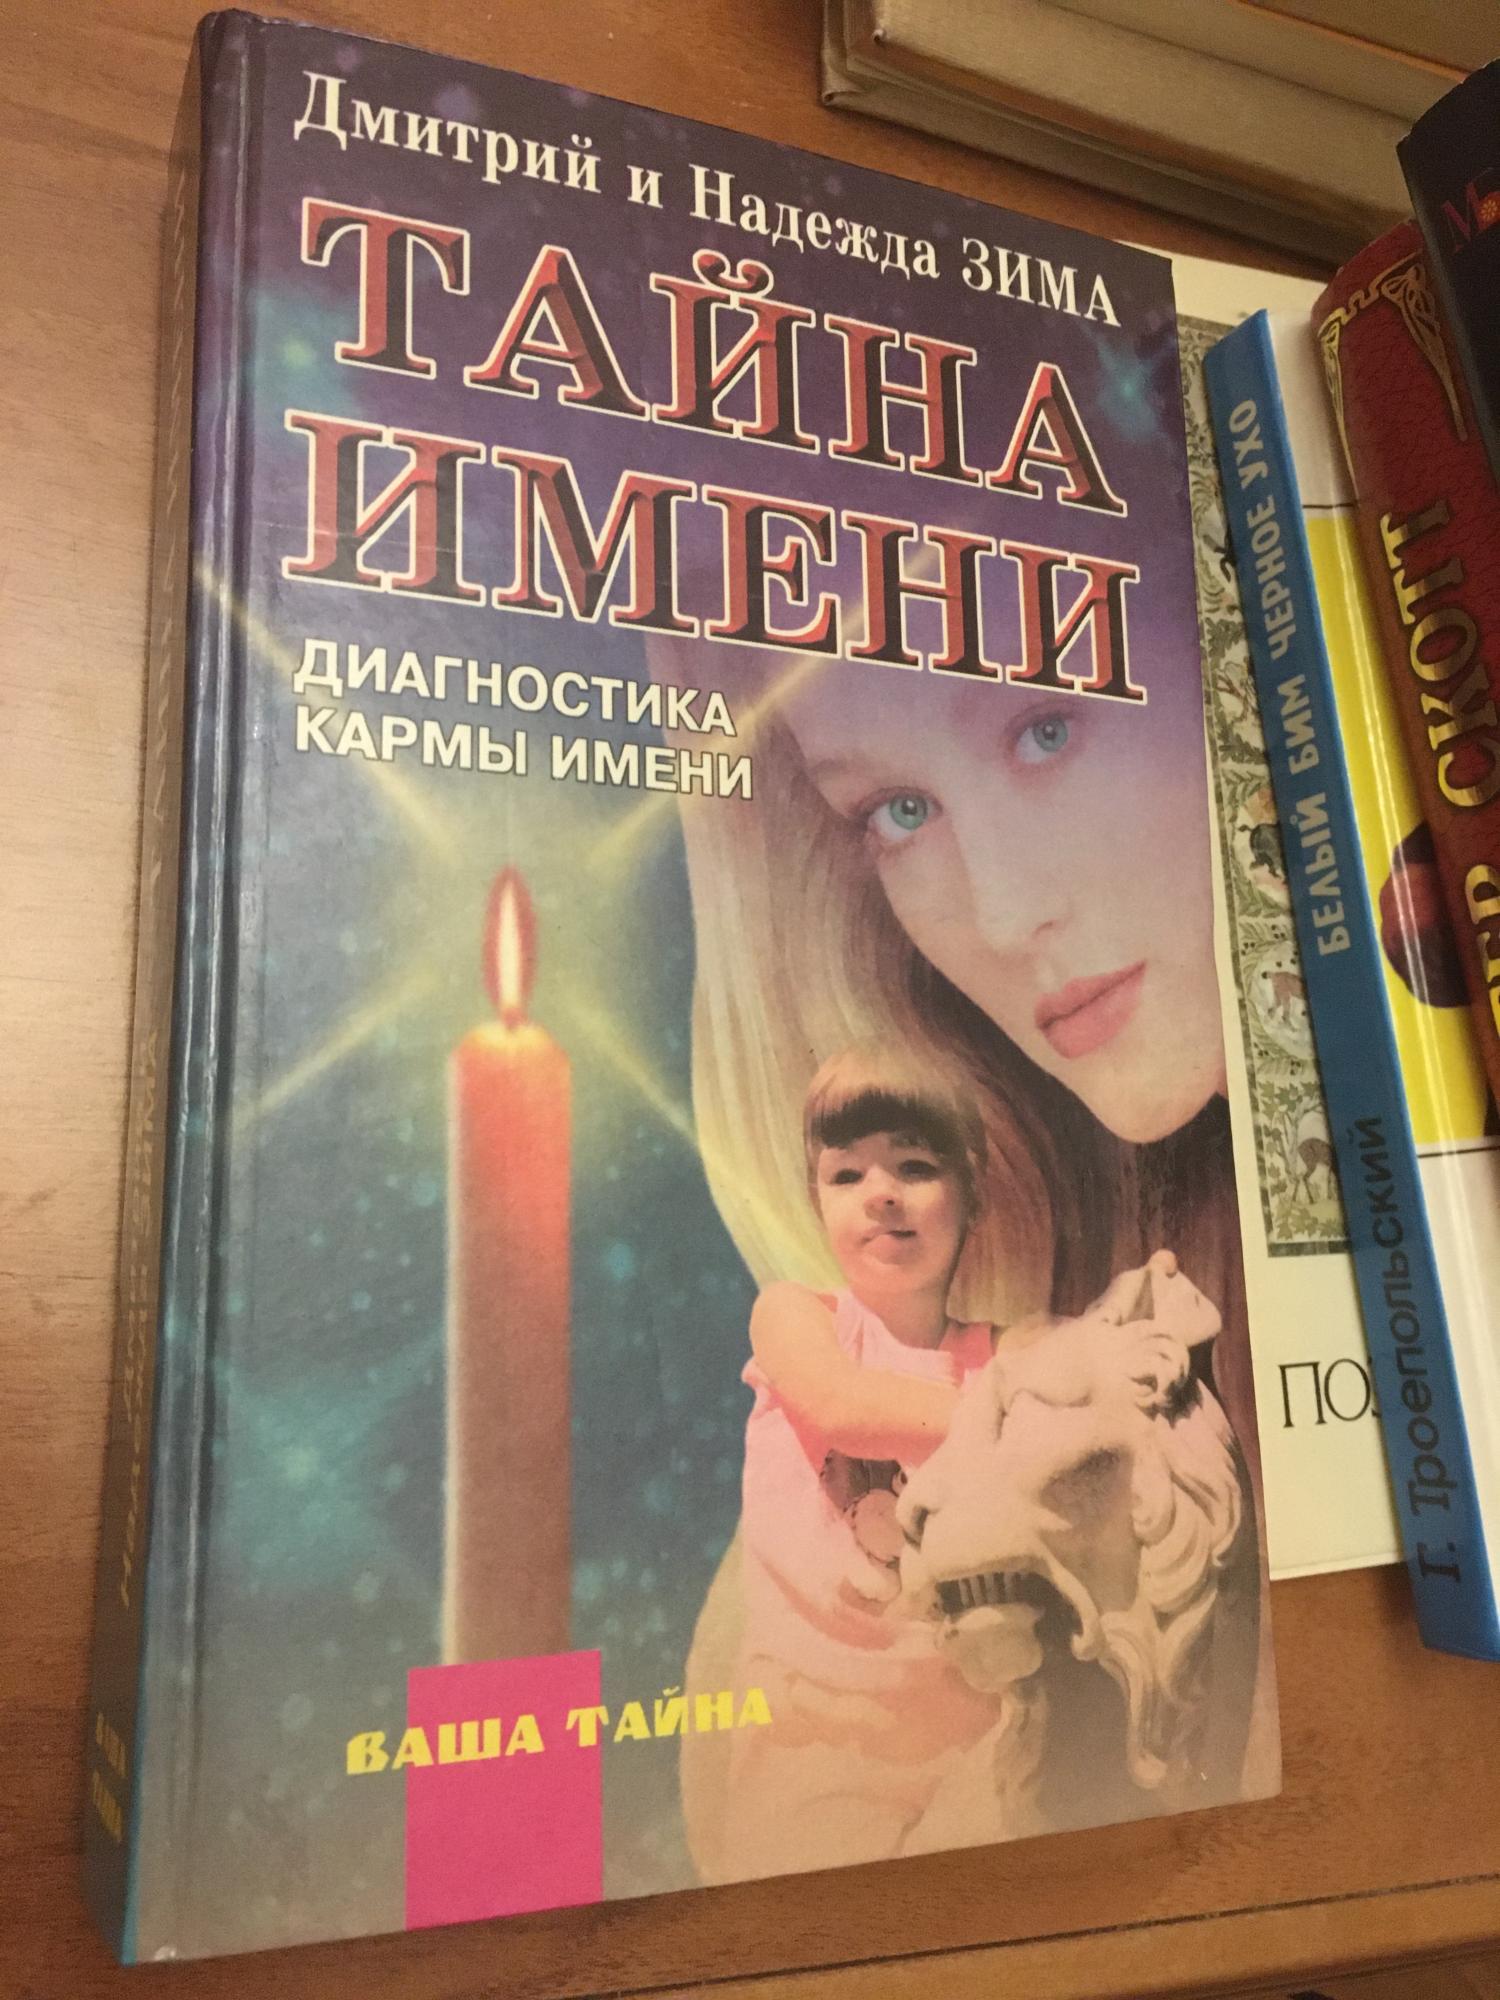 Дмитрий и Надежда ЗИМА
ТАЙНА
ИМЕНИ
ДИАГНОСТИКА
КАРМЫ ИМЕНИ
ВАША ТАЙНА
Г. Троепольский БЕЛЫЙ БИМ ЧЕРНОЕ УХО
СКОТТ